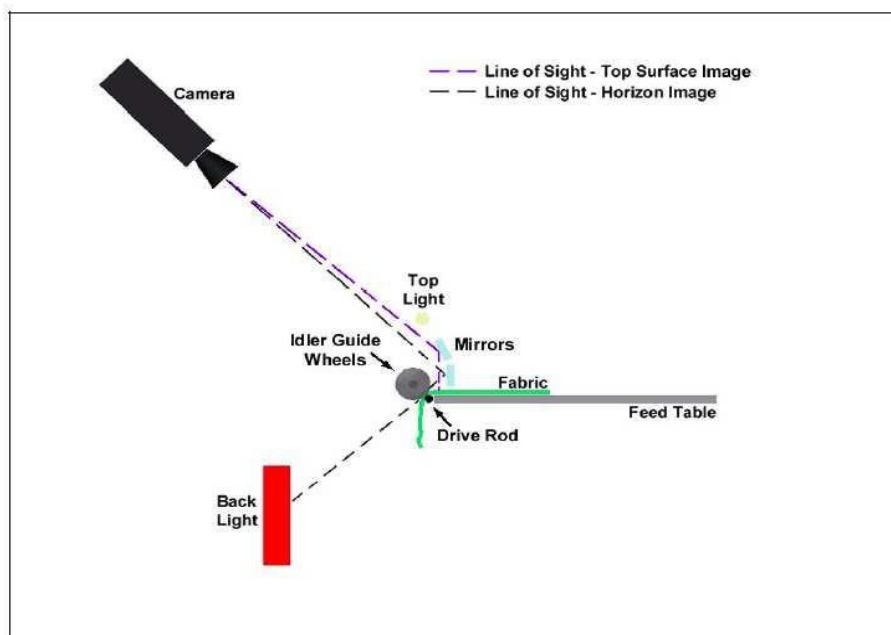 Camera
Line of Sight - Top Surface Image
Line of Sight - Horizon Image
Top
Light
Idler Guide
Wheels
Mirrors
Fabric
Feed Table
Drive Rod
Back
Light